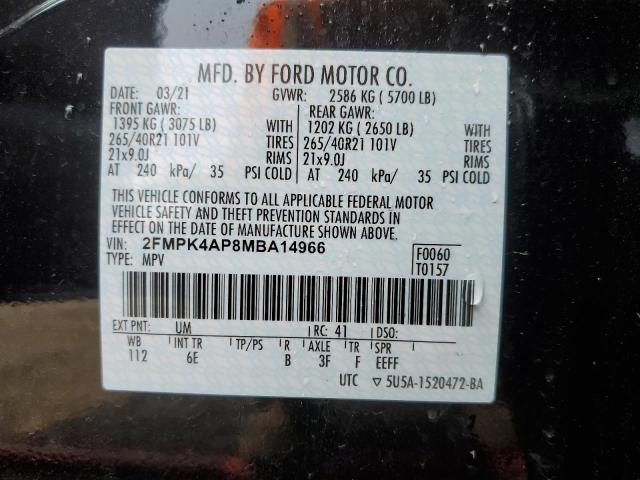 MFD. BY FORD MOTOR CO.
DATE: 03/21 GVWR: 2586 KG ( 5700 LB)
FRONT GAWR: REAR GAWR:
1395 KG ( 3075 LB) WITH 1202 KG ( 2650 LB) WITH
265/40R21 101V TIRES 265/40R21 101V TIRES
21x9.0J RIMS 21x9.0J RIMS
AT 240 kPa/ 35 PSI COLD AT 240 kPa/ 35 PSI COLD
THIS VEHICLE CONFORMS TO ALL APPLICABLE FEDERAL MOTOR
VEHICLE SAFETY AND THEFT PREVENTION STANDARDS IN
EFFECT ON THE DATE OF MANUFACTURE SHOWN ABOVE.
VIN: 2FMPK4AP8MBA14966 F0060
TYPE: MPV T0157
EXT PNT: UM RC: 41 DSO:
WB INT TR TP/PS R AXLE TR SPR
112 6E B 3F F EEFF
UTC ▽ 5U5A-1520472-BA